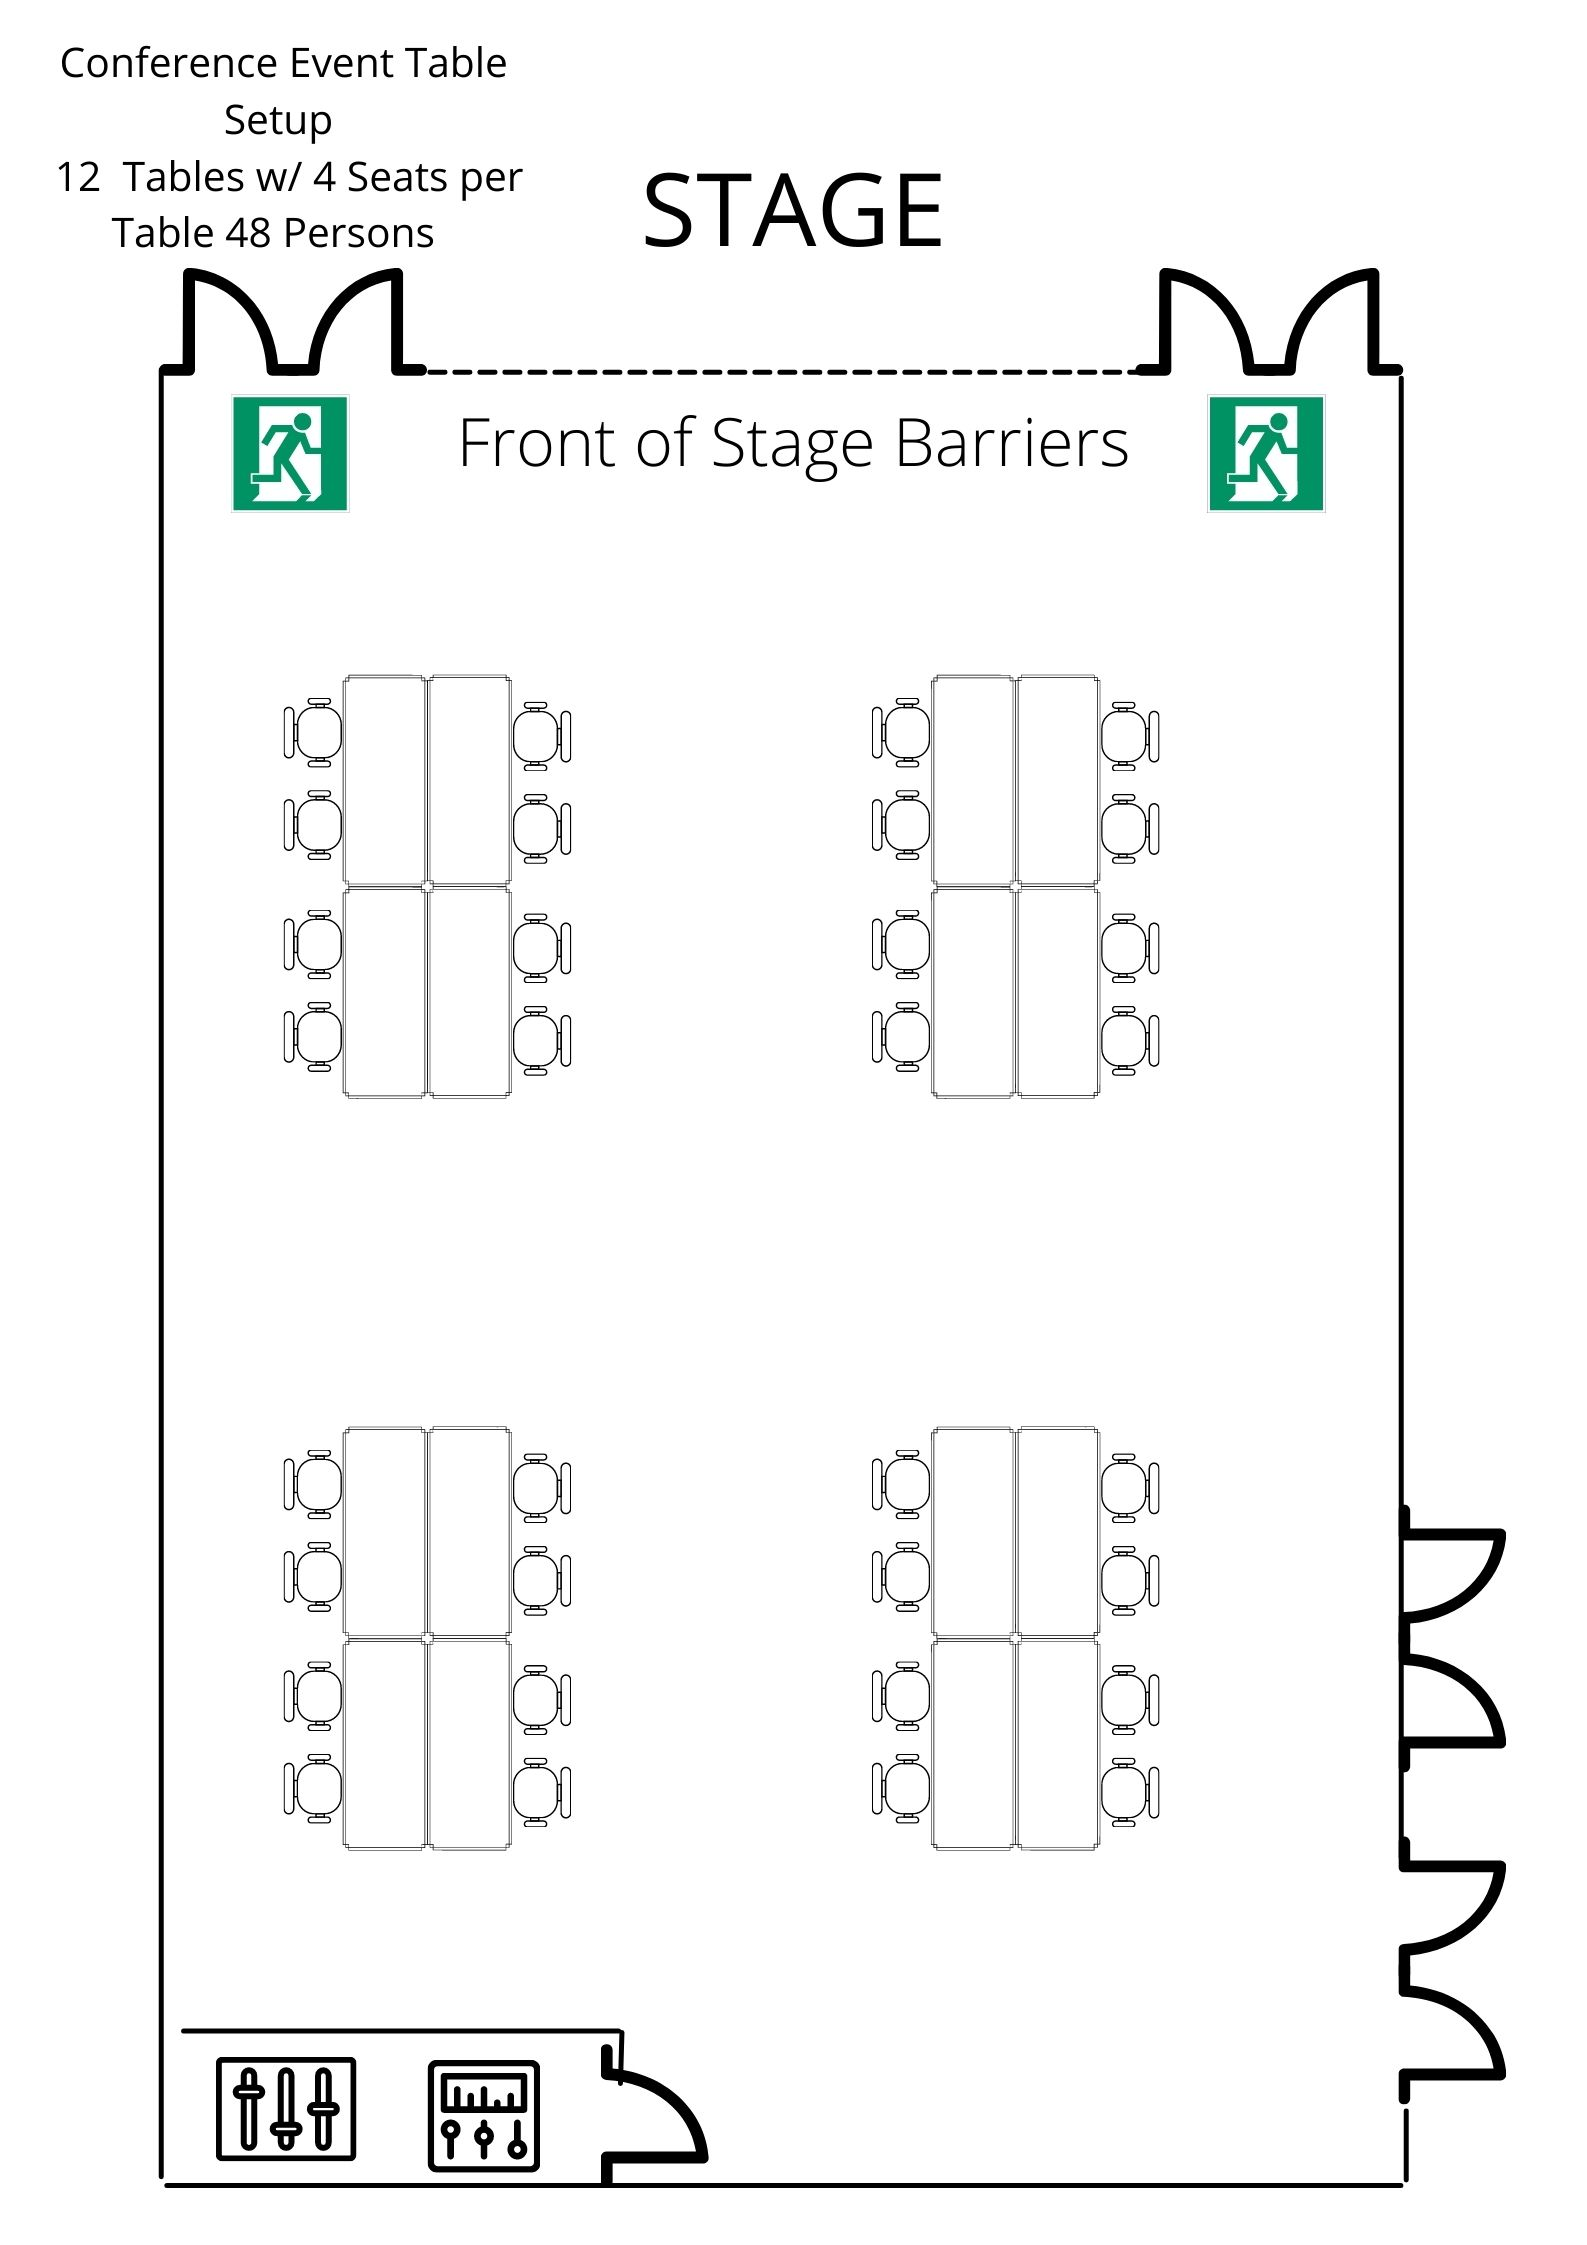 Conference Event Table
Setup
12  Tables w/ 4 Seats per
Table 48 Persons
STAGE
Front of Stage Barriers